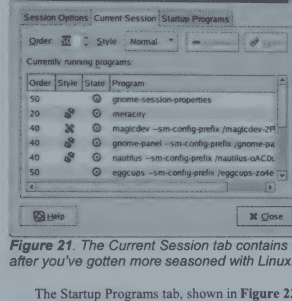 Session Options Current Session Startup Programs
Order: Style: Normal
Currently running programs
Order Style State Program
50 gnome-session-properties
20 metacity
40 magicdev --sm-config-prefix /magicdev-2P
40 gnome-panel --sm-config-prefix /gnome-pa
40 nautilus --sm-config-prefix /nautilus-oAC0u
50 eggcups --sm-config-prefix /eggcups-zo4e
Help Close
Figure 21. The Current Session tab contains
after you've gotten more seasoned with Linux.
The Startup Programs tab, shown in Figure 22